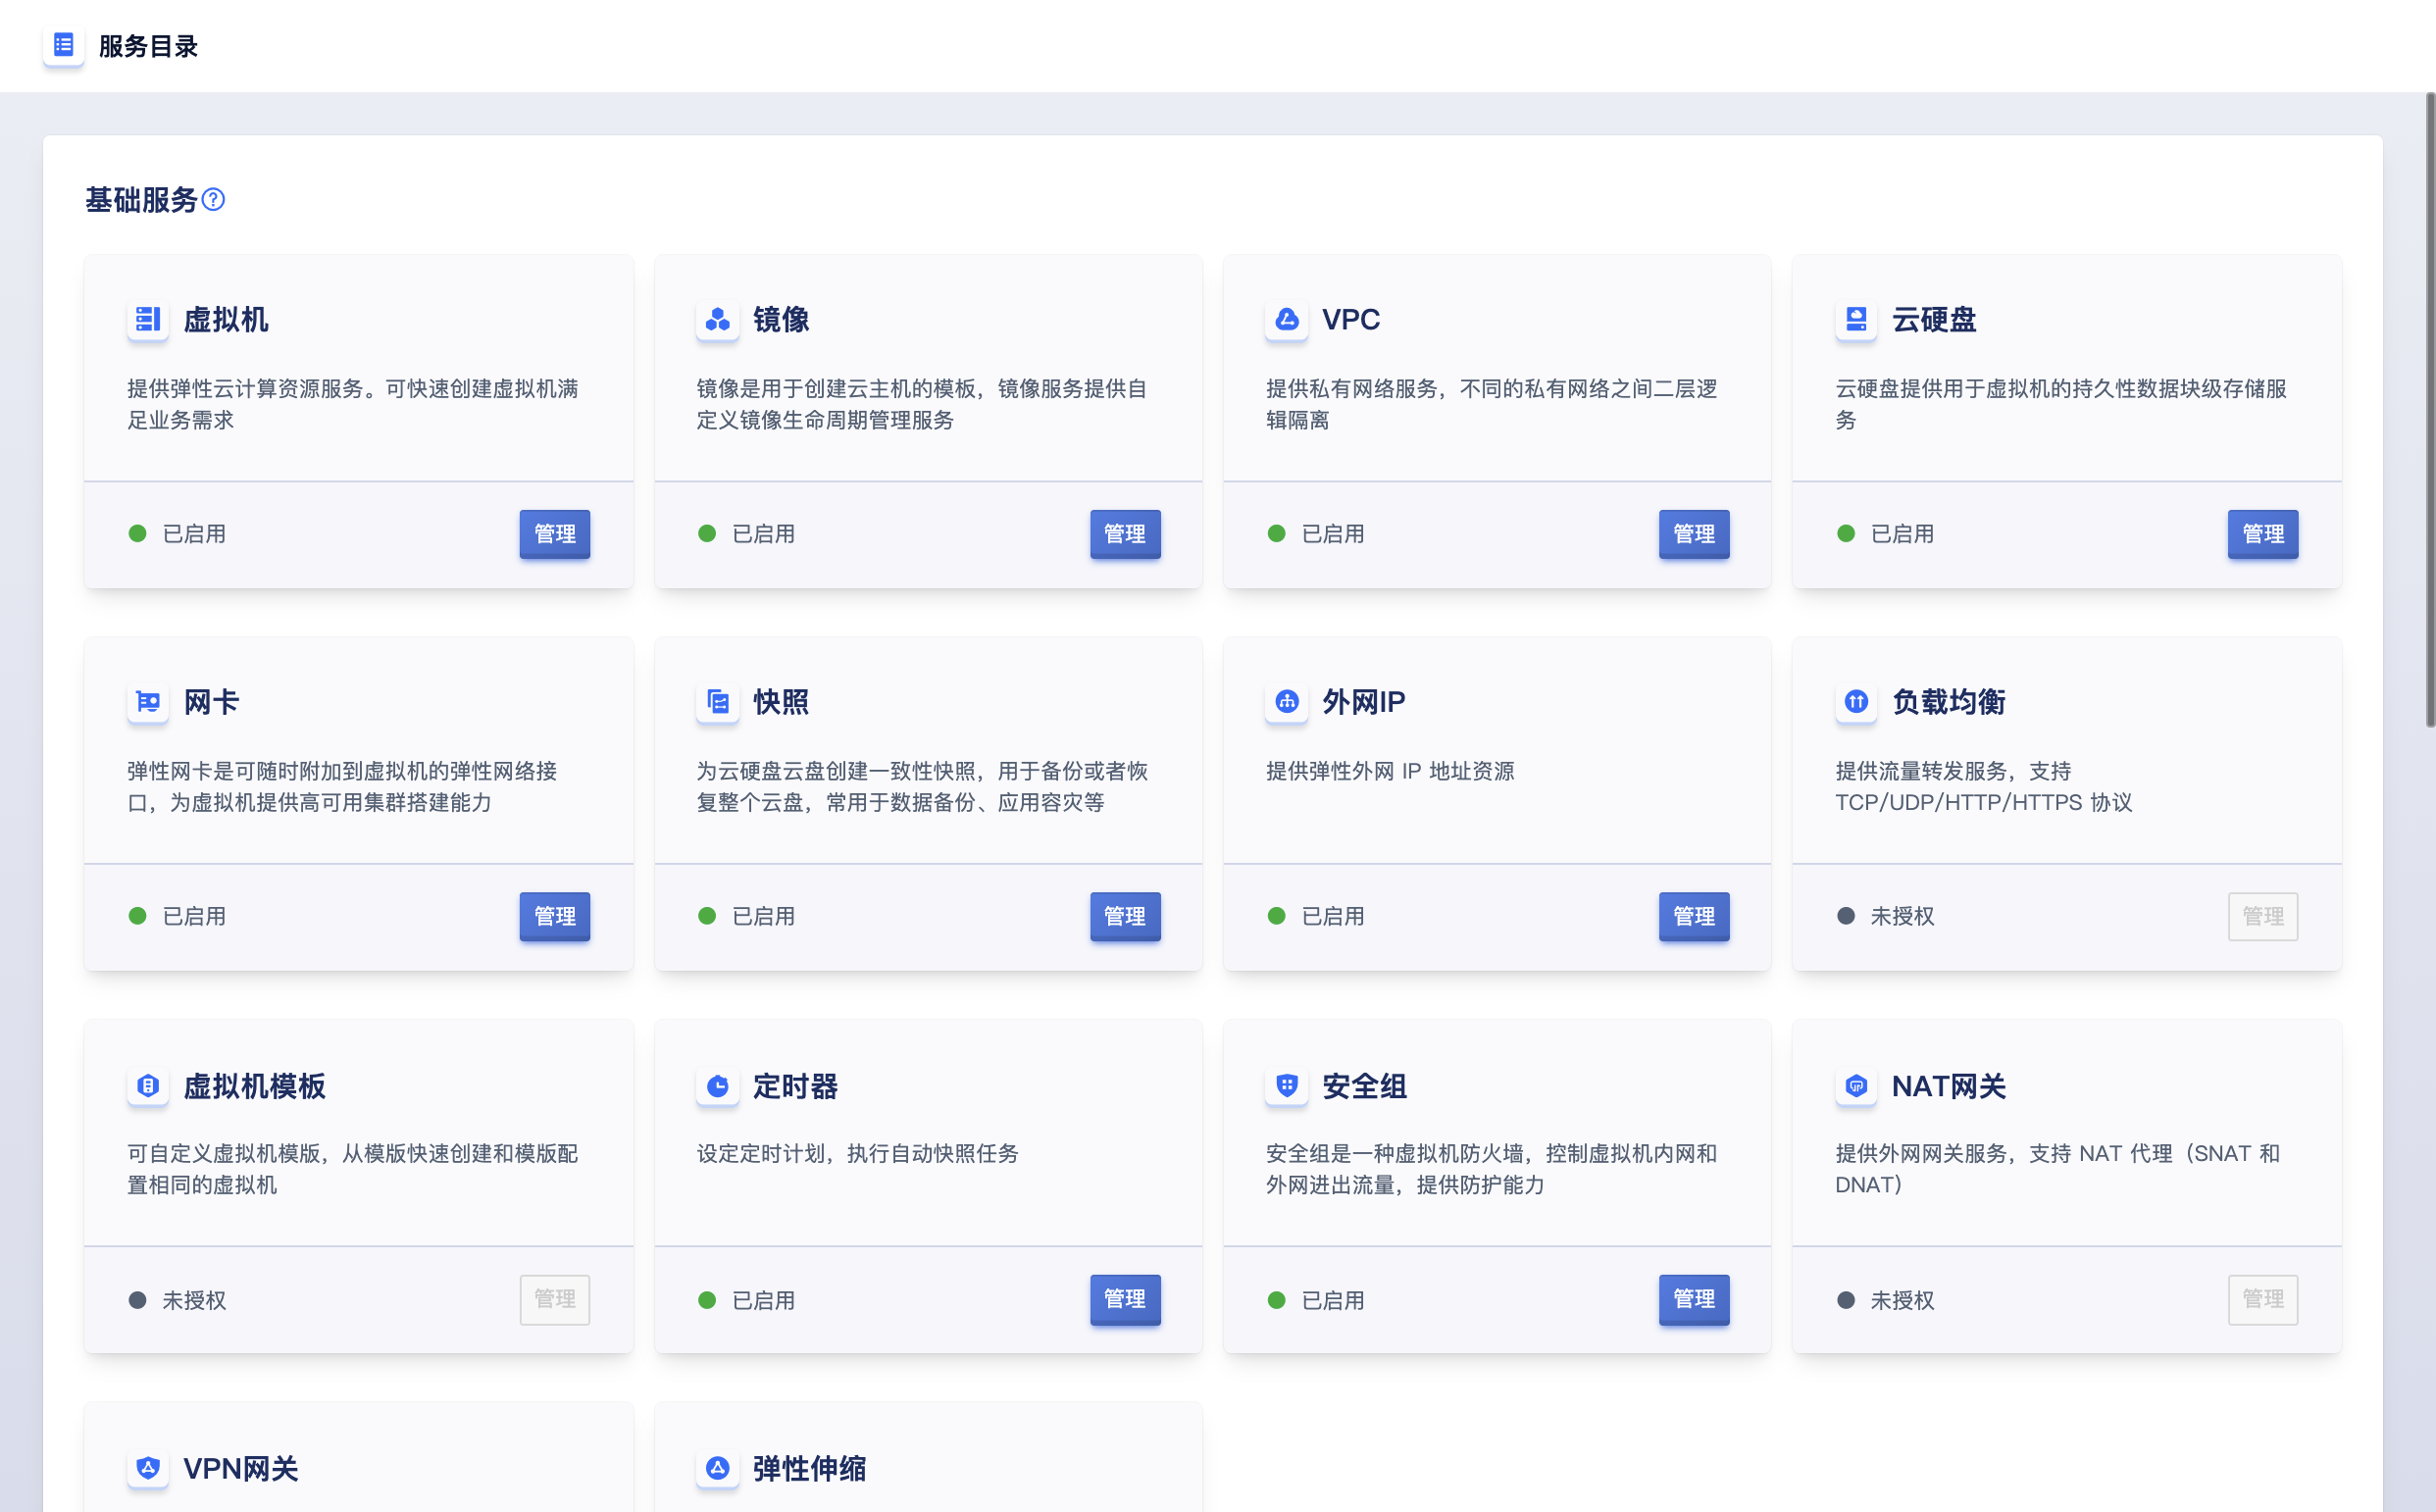 服务目录
基础服务
虚拟机
提供弹性云计算资源服务。可快速创建虚拟机满
足业务需求
已启用
管理
镜像
镜像是用于创建云主机的模板，镜像服务提供自
定义镜像生命周期管理服务
已启用
管理
VPC
提供私有网络服务，不同的私有网络之间二层逻
辑隔离
已启用
管理
云硬盘
云硬盘提供用于虚拟机的持久性数据块级存储服
务
已启用
管理
网卡
弹性网卡是可随时附加到虚拟机的弹性网络接
口，为虚拟机提供高可用集群搭建能力
已启用
管理
快照
为云硬盘云盘创建一致性快照，用于备份或者恢
复整个云盘，常用于数据备份、应用容灾等
已启用
管理
外网IP
提供弹性外网 IP 地址资源
已启用
管理
负载均衡
提供流量转发服务，支持
TCP/UDP/HTTP/HTTPS 协议
未授权
管理
虚拟机模板
可自定义虚拟机模版，从模版快速创建和模版配
置相同的虚拟机
未授权
管理
定时器
设定定时计划，执行自动快照任务
已启用
管理
安全组
安全组是一种虚拟机防火墙，控制虚拟机内网和
外网进出流量，提供防护能力
已启用
管理
NAT网关
提供外网网关服务，支持 NAT 代理（SNAT 和
DNAT）
未授权
管理
VPN网关
弹性伸缩